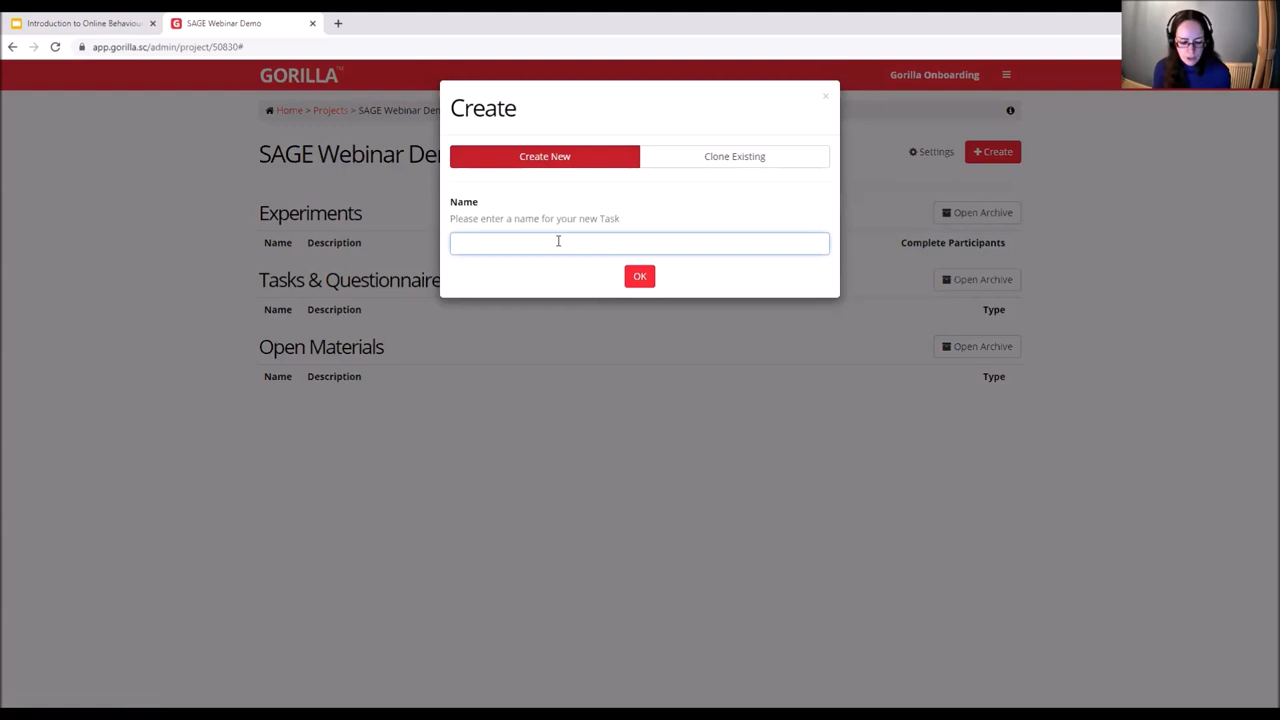 Introduction to Online Behaviou
SAGE Webinar Demo
app.gorilla.sc/admin/project/50830#
GORILLA™
Gorilla Onboarding
Home > Projects > SAGE Webinar Den
SAGE Webinar Der
Settings
+ Create
Create
Create New
Clone Existing
Name
Please enter a name for your new Task
OK
Experiments
Open Archive
Name Description Complete Participants
Tasks & Questionnaire
Open Archive
Name Description Type
Open Materials
Open Archive
Name Description Type